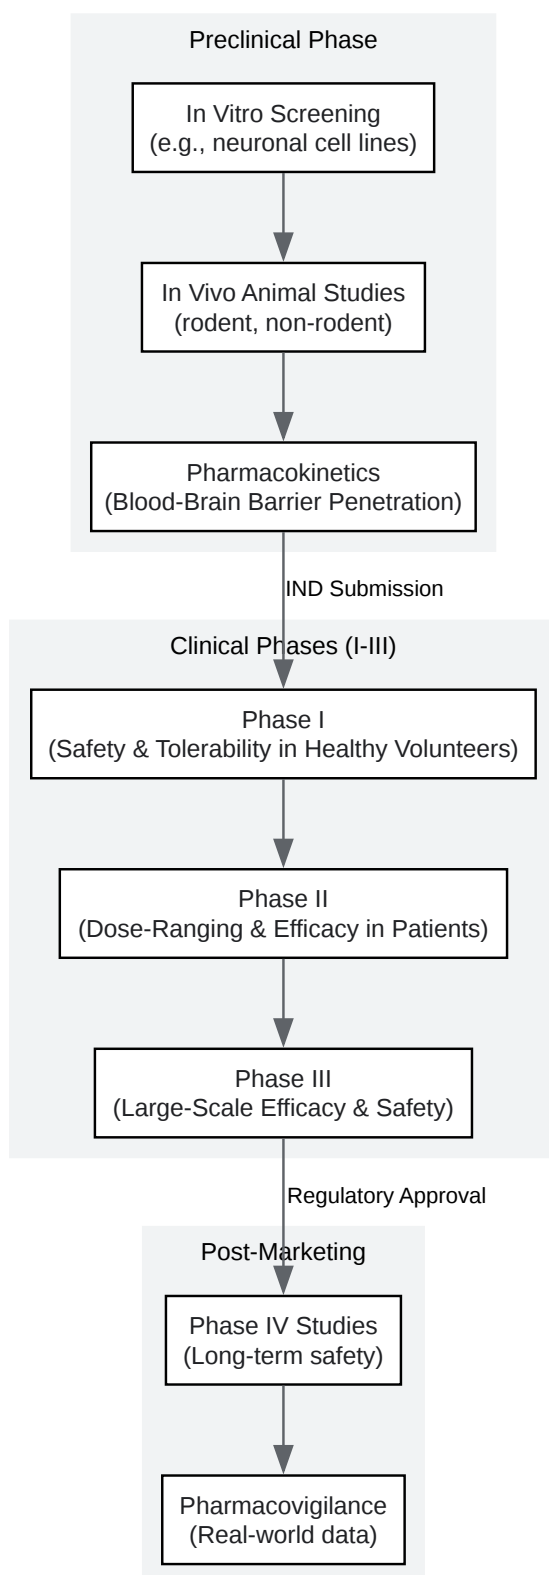 Preclinical Phase
In Vitro Screening
(e.g., neuronal cell lines)
In Vivo Animal Studies
(rodent, non-rodent)
Pharmacokinetics
(Blood-Brain Barrier Penetration)
IND Submission
Clinical Phases (I-III)
Phase I
(Safety & Tolerability in Healthy Volunteers)
Phase II
(Dose-Ranging & Efficacy in Patients)
Phase III
(Large-Scale Efficacy & Safety)
Regulatory Approval
Post-Marketing
Phase IV Studies
(Long-term safety)
Pharmacovigilance
(Real-world data)